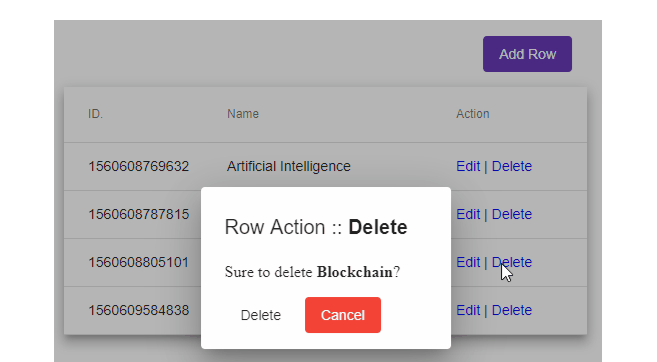 Add Row
ID. Name Action
1560608769632 Artificial Intelligence Edit | Delete
1560608787815 Edit | Delete
1560608805101 Edit | Delete
1560609584838 Edit | Delete
Row Action :: Delete
Sure to delete Blockchain?
Delete Cancel